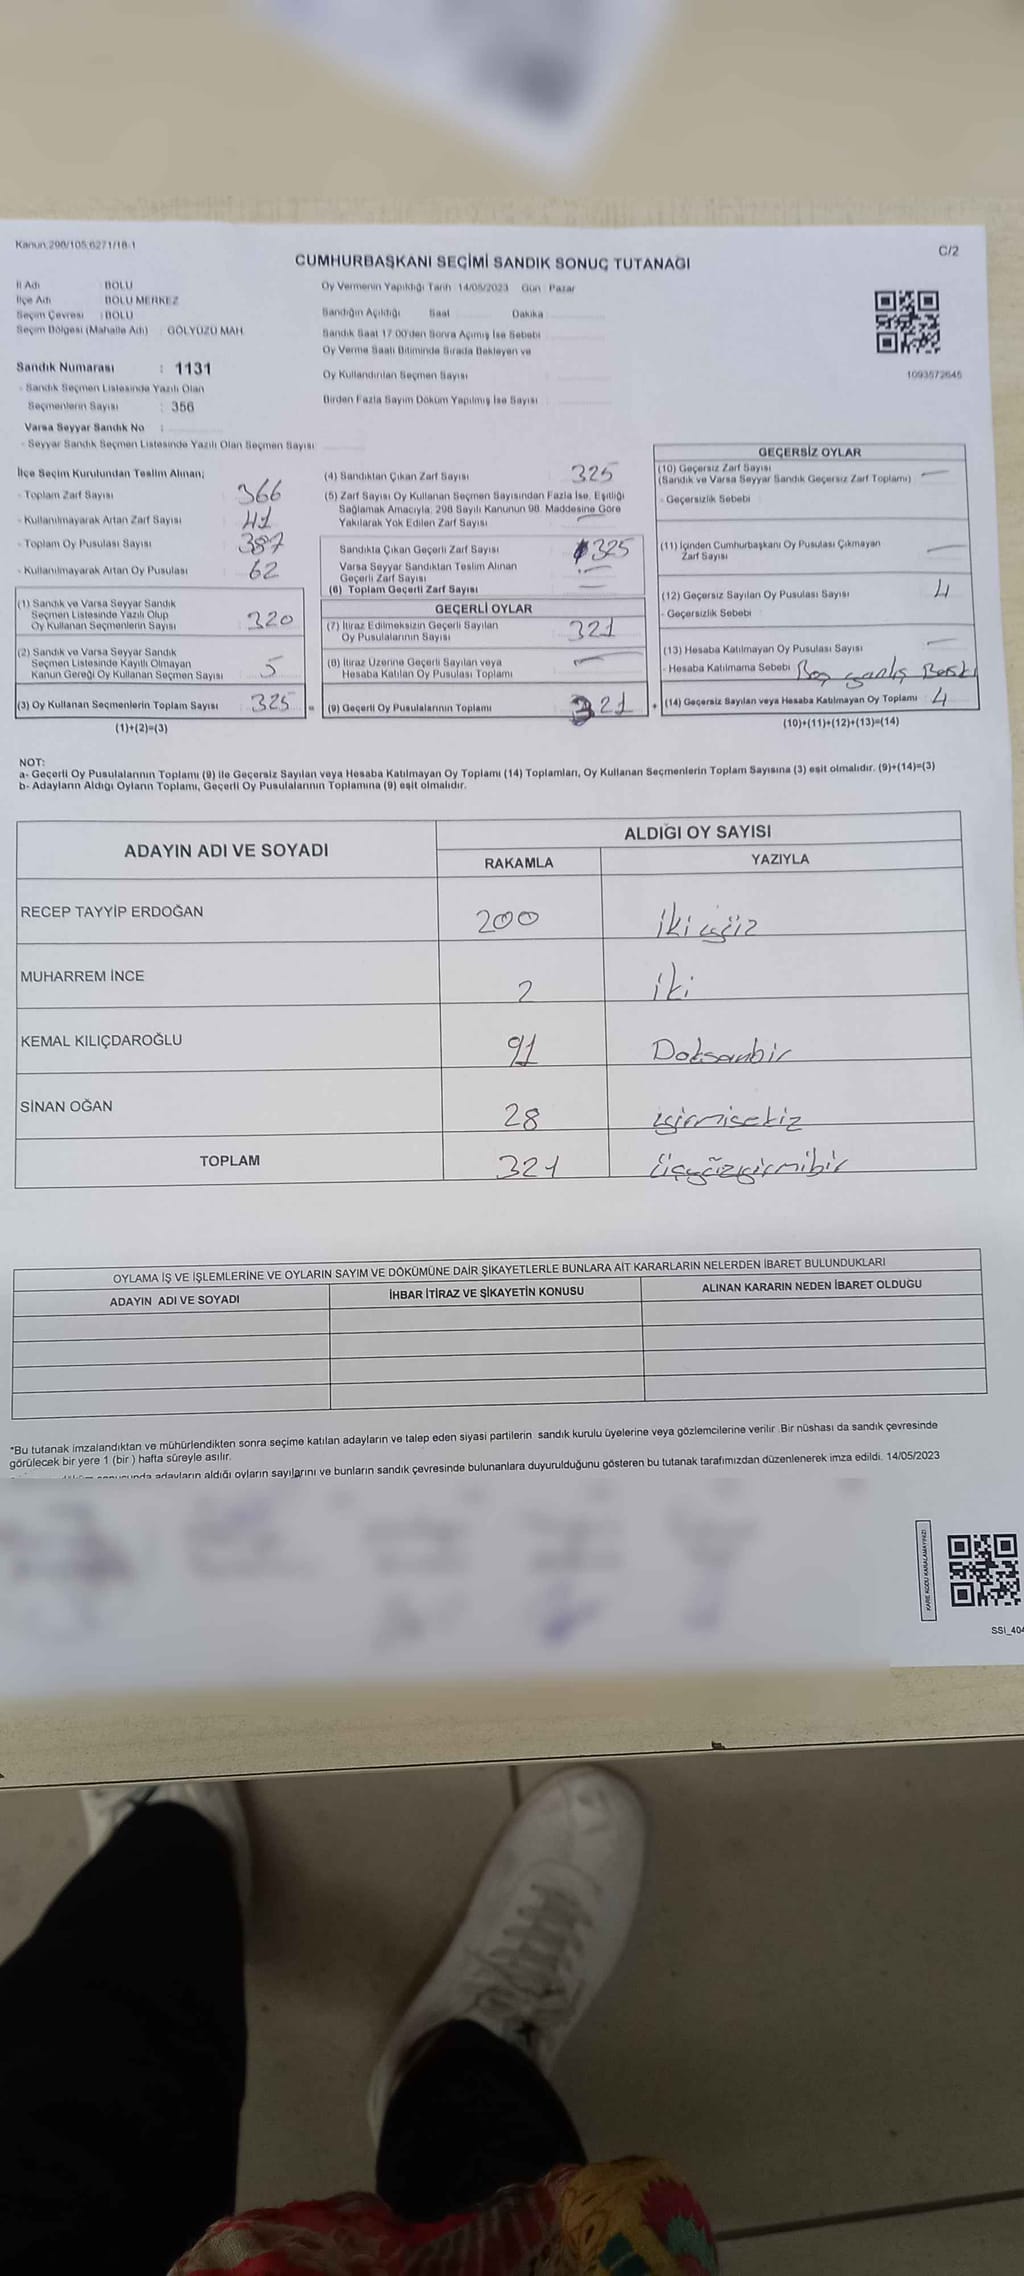 Kanun 298/105,6271/18-1
C/2
CUMHURBAŞKANI SEÇİMİ SANDIK SONUÇ TUTANAĞI
İl Adı : BOLU
İlçe Adı : BOLU MERKEZ
Seçim Çevresi : BOLU
Seçim Bölgesi (Mahalle Adı) : GÖLYÜZÜ MAH.
Oy Vermenin Yapıldığı Tarih 14/05/2023 Gün : Pazar
Sandığın Açıldığı Saat Dakika
Sandık Saat 17:00'den Sonra Açımış İse Sebebi
Oy Verme Saati Bitiminde Sırada Bekleyen ve
Oy Kullandırılan Seçmen Sayısı
Birden Fazla Sayım Döküm Yapılmış İse Sayısı
1093572645
Sandık Numarası : 1131
- Sandık Seçmen Listesinde Yazılı Olan
Seçmenlerin Sayısı : 356
Varsa Seyyar Sandık No :
- Seyyar Sandık Seçmen Listesinde Yazılı Olan Seçmen Sayısı
İlçe Seçim Kurulundan Teslim Alınan;
- Toplam Zarf Sayısı 366
- Kullanılmayarak Artan Zarf Sayısı 41
- Toplam Oy Pusulası Sayısı 387
- Kullanılmayarak Artan Oy Pusulası 62
(1) Sandık ve Varsa Seyyar Sandık
Seçmen Listesinde Yazılı Olup
Oy Kullanan Seçmenlerin Sayısı 320
(2) Sandık ve Varsa Seyyar Sandık
Seçmen Listesinde Kayıtlı Olmayan
Kanun Gereği Oy Kullanan Seçmen Sayısı 5
(3) Oy Kullanan Seçmenlerin Toplam Sayısı 325 =
(1)+(2)=(3)
(4) Sandıktan Çıkan Zarf Sayısı 325
(5) Zarf Sayısı Oy Kullanan Seçmen Sayısından Fazla İse, Eşitliği
Sağlamak Amacıyla, 298 Sayılı Kanunun 98. Maddesine Göre
Yakılarak Yok Edilen Zarf Sayısı
Sandıkta Çıkan Geçerli Zarf Sayısı 325
Varsa Seyyar Sandıktan Teslim Alınan
Geçerli Zarf Sayısı
(6) Toplam Geçerli Zarf Sayısı
GEÇERLİ OYLAR
(7) İtiraz Edilmeksizin Geçerli Sayılan
Oy Pusulalarının Sayısı 321
(8) İtiraz Üzerine Geçerli Sayılan veya
Hesaba Katılan Oy Pusulası Toplamı
(9) Geçerli Oy Pusulalarının Toplamı 321 +
GEÇERSİZ OYLAR
(10) Geçersiz Zarf Sayısı
(Sandık ve Varsa Seyyar Sandık Geçersiz Zarf Toplamı)
- Geçersizlik Sebebi
(11) İçinden Cumhurbaşkanı Oy Pusulası Çıkmayan
Zarf Sayısı
(12) Geçersiz Sayılan Oy Pusulası Sayısı 4
- Geçersizlik Sebebi
(13) Hesaba Katılmayan Oy Pusulası Sayısı
- Hesaba Katılmama Sebebi Boş yanlış Baskı
(14) Geçersiz Sayılan veya Hesaba Katılmayan Oy Toplamı 4
(10)+(11)+(12)+(13)=(14)
NOT:
a- Geçerli Oy Pusulalarının Toplamı (9) ile Geçersiz Sayılan veya Hesaba Katılmayan Oy Toplamı (14) Toplamları, Oy Kullanan Seçmenlerin Toplam Sayısına (3) eşit olmalıdır. (9)+(14)=(3)
b- Adayların Aldığı Oyların Toplamı, Geçerli Oy Pusulalarının Toplamına (9) eşit olmalıdır.
ADAYIN ADI VE SOYADI
ALDIĞI OY SAYISI
RAKAMLA YAZIYLA
RECEP TAYYİP ERDOĞAN 200 İki yüz
MUHARREM İNCE 2 iki
KEMAL KILIÇDAROĞLU 91 Doksanbir
SİNAN OĞAN 28 yirmisekiz
TOPLAM 321 üçyüzyirmibir
OYLAMA İŞ VE İŞLEMLERİNE VE OYLARIN SAYIM VE DÖKÜMÜNE DAİR ŞİKAYETLERLE BUNLARA AİT KARARLARIN NELERDEN İBARET BULUNDUKLARI
ADAYIN ADI VE SOYADI İHBAR İTİRAZ VE ŞİKAYETİN KONUSU ALINAN KARARIN NEDEN İBARET OLDUĞU
*Bu tutanak imzalandıktan ve mühürlendikten sonra seçime katılan adayların ve talep eden siyasi partilerin sandık kurulu üyelerine veya gözlemcilerine verilir. Bir nüshası da sandık çevresinde
görülecek bir yere 1 (bir ) hafta süreyle asılır.
adayların aldığı oyların sayılarını ve bunların sandık çevresinde bulunanlara duyurulduğunu gösteren bu tutanak tarafımızdan düzenlenerek imza edildi. 14/05/2023
KARE KODU KARALAMAYINIZ!
SSI_404